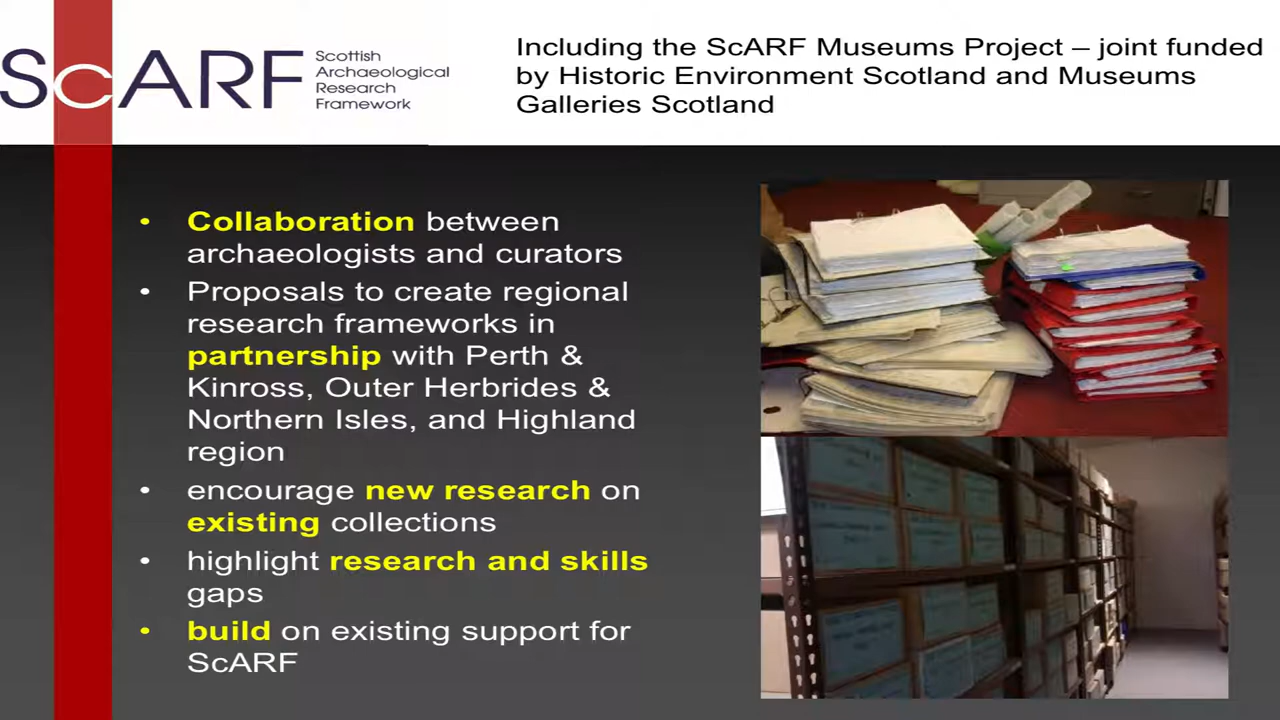 ScARF
Scottish
Archaeological
Research
Framework
Including the ScARF Museums Project – joint funded
by Historic Environment Scotland and Museums
Galleries Scotland
• Collaboration between
archaeologists and curators
• Proposals to create regional
research frameworks in
partnership with Perth &
Kinross, Outer Herbrides &
Northern Isles, and Highland
region
• encourage new research on
existing collections
• highlight research and skills
gaps
• build on existing support for
ScARF